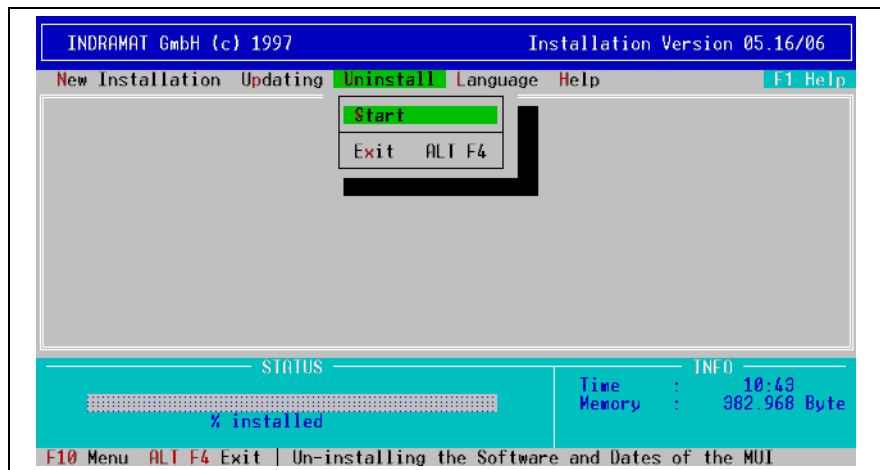 INDRAMAT GmbH (c) 1997 Installation Version 05.16/06
New Installation Updating Uninstall Language Help F1 Help
Start
Exit ALT F4
STATUS INFO
Time : 10:43
Memory : 382.968 Byte
% installed
F10 Menu ALT F4 Exit | Un-installing the Software and Dates of the MUI